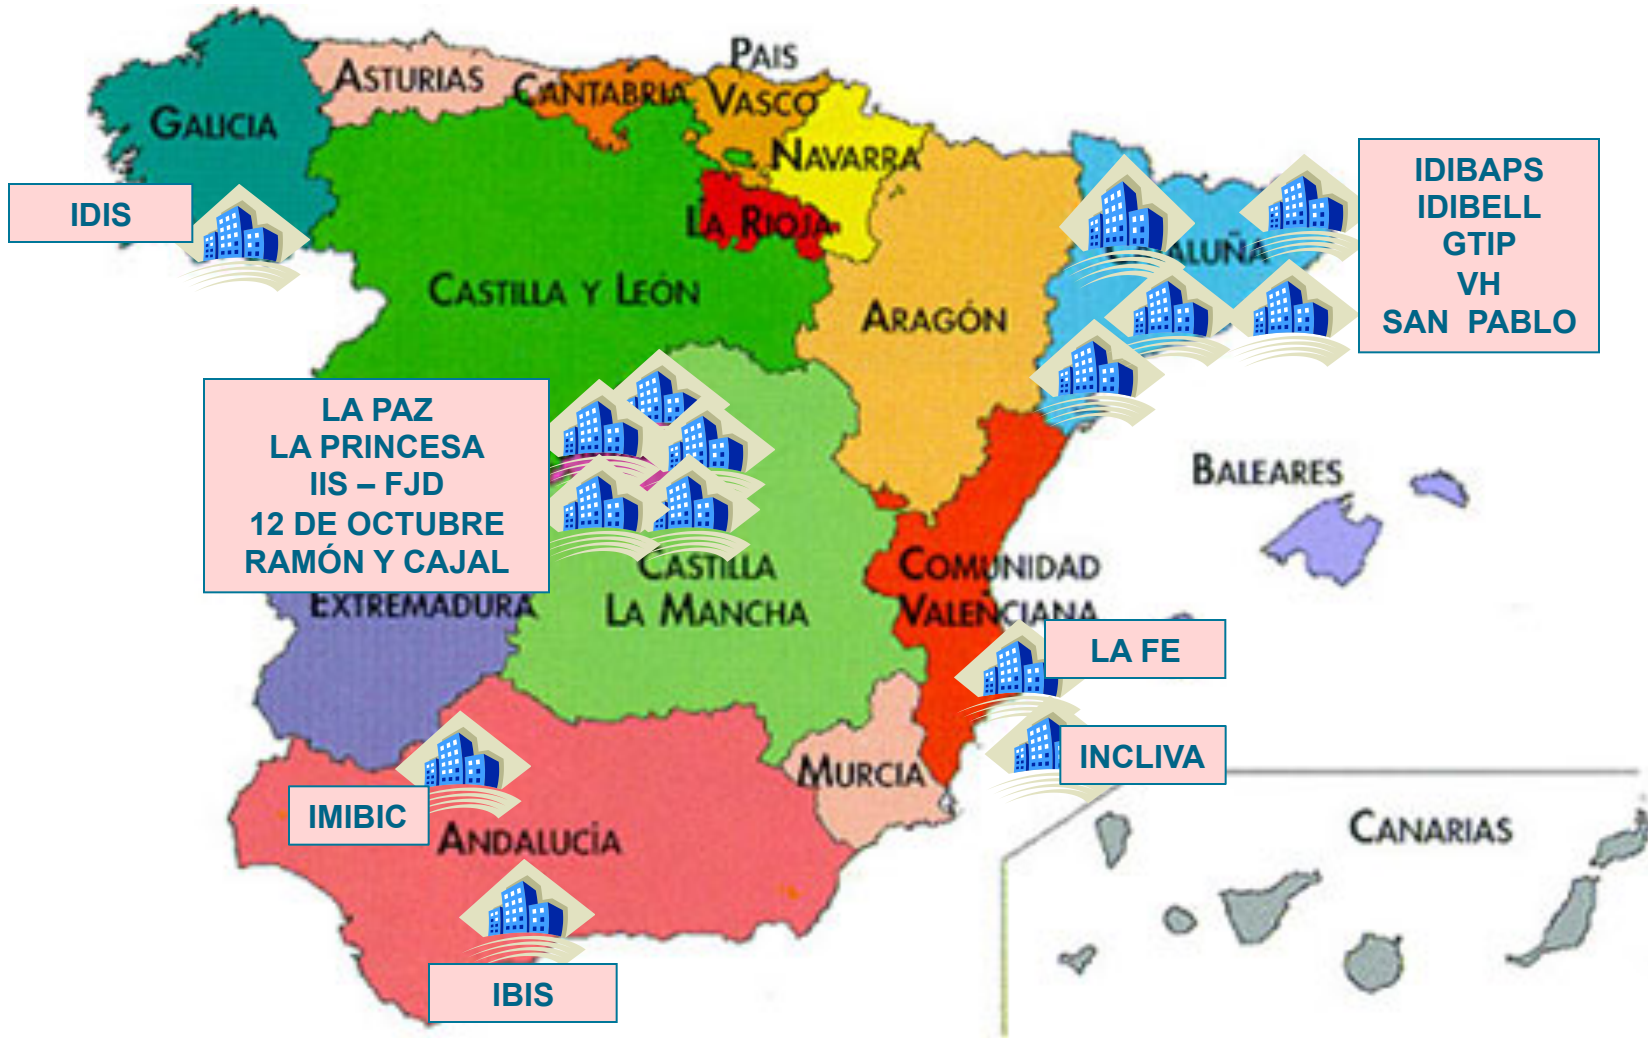 PAIS
VASCO
ASTURIAS
CANTABRIA
GALICIA
NAVARRA
IDIS
LA RIOJA
CASTILLA Y LEÓN
ARAGÓN
ALUÑA
IDIBAPS
IDIBELL
GTIP
VH
SAN PABLO
LA PAZ
LA PRINCESA
IIS – FJD
12 DE OCTUBRE
RAMÓN Y CAJAL
BALEARES
EXTREMADURA
CASTILLA
LA MANCHA
COMUNIDAD
VALENCIANA
LA FE
INCLIVA
MURCIA
IMIBIC
ANDALUCÍA
IBIS
CANARIAS